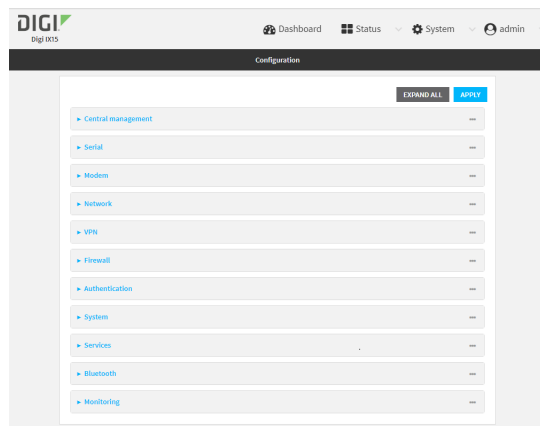 DIGI
Digi IX15
Dashboard Status System admin
Configuration
EXPAND ALL APPLY
Central management
Serial
Modem
Network
VPN
Firewall
Authentication
System
Services
Bluetooth
Monitoring